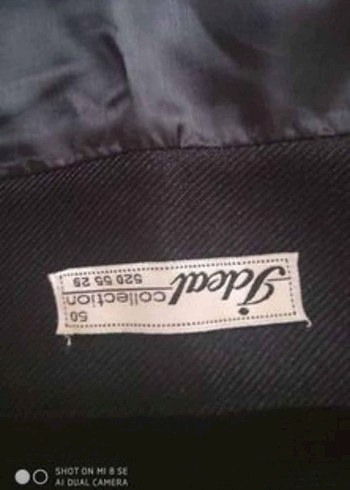 Ideal
collection
50
520 55 29
SHOT ON MI 8 SE
AI DUAL CAMERA